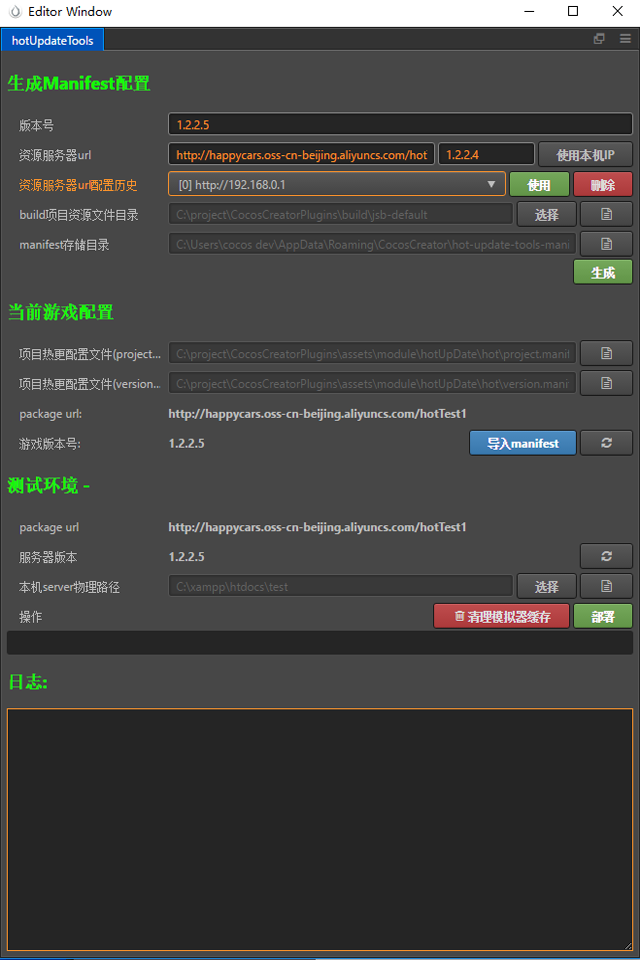 Editor Window
hotUpdateTools
生成Manifest配置
版本号 1.2.2.5
资源服务器url http://happycars.oss-cn-beijing.aliyuncs.com/hot 1.2.2.4 使用本机IP
资源服务器url配置历史 [0] http://192.168.0.1 使用 删除
build项目资源文件目录 C:\project\CocosCreatorPlugins\build\jsb-default 选择
manifest存储目录 C:\Users\cocos dev\AppData\Roaming\CocosCreator\hot-update-tools-mani
生成
当前游戏配置
项目热更配置文件(project... C:\project\CocosCreatorPlugins\assets\module\hotUpDate\hot\project.manif
项目热更配置文件(version... C:\project\CocosCreatorPlugins\assets\module\hotUpDate\hot\version.manif
package url: http://happycars.oss-cn-beijing.aliyuncs.com/hotTest1
游戏版本号: 1.2.2.5 导入manifest
测试环境 -
package url http://happycars.oss-cn-beijing.aliyuncs.com/hotTest1
服务器版本 1.2.2.5
本机server物理路径 C:\xampp\htdocs\test 选择
操作 清理模拟器缓存 部署
日志: